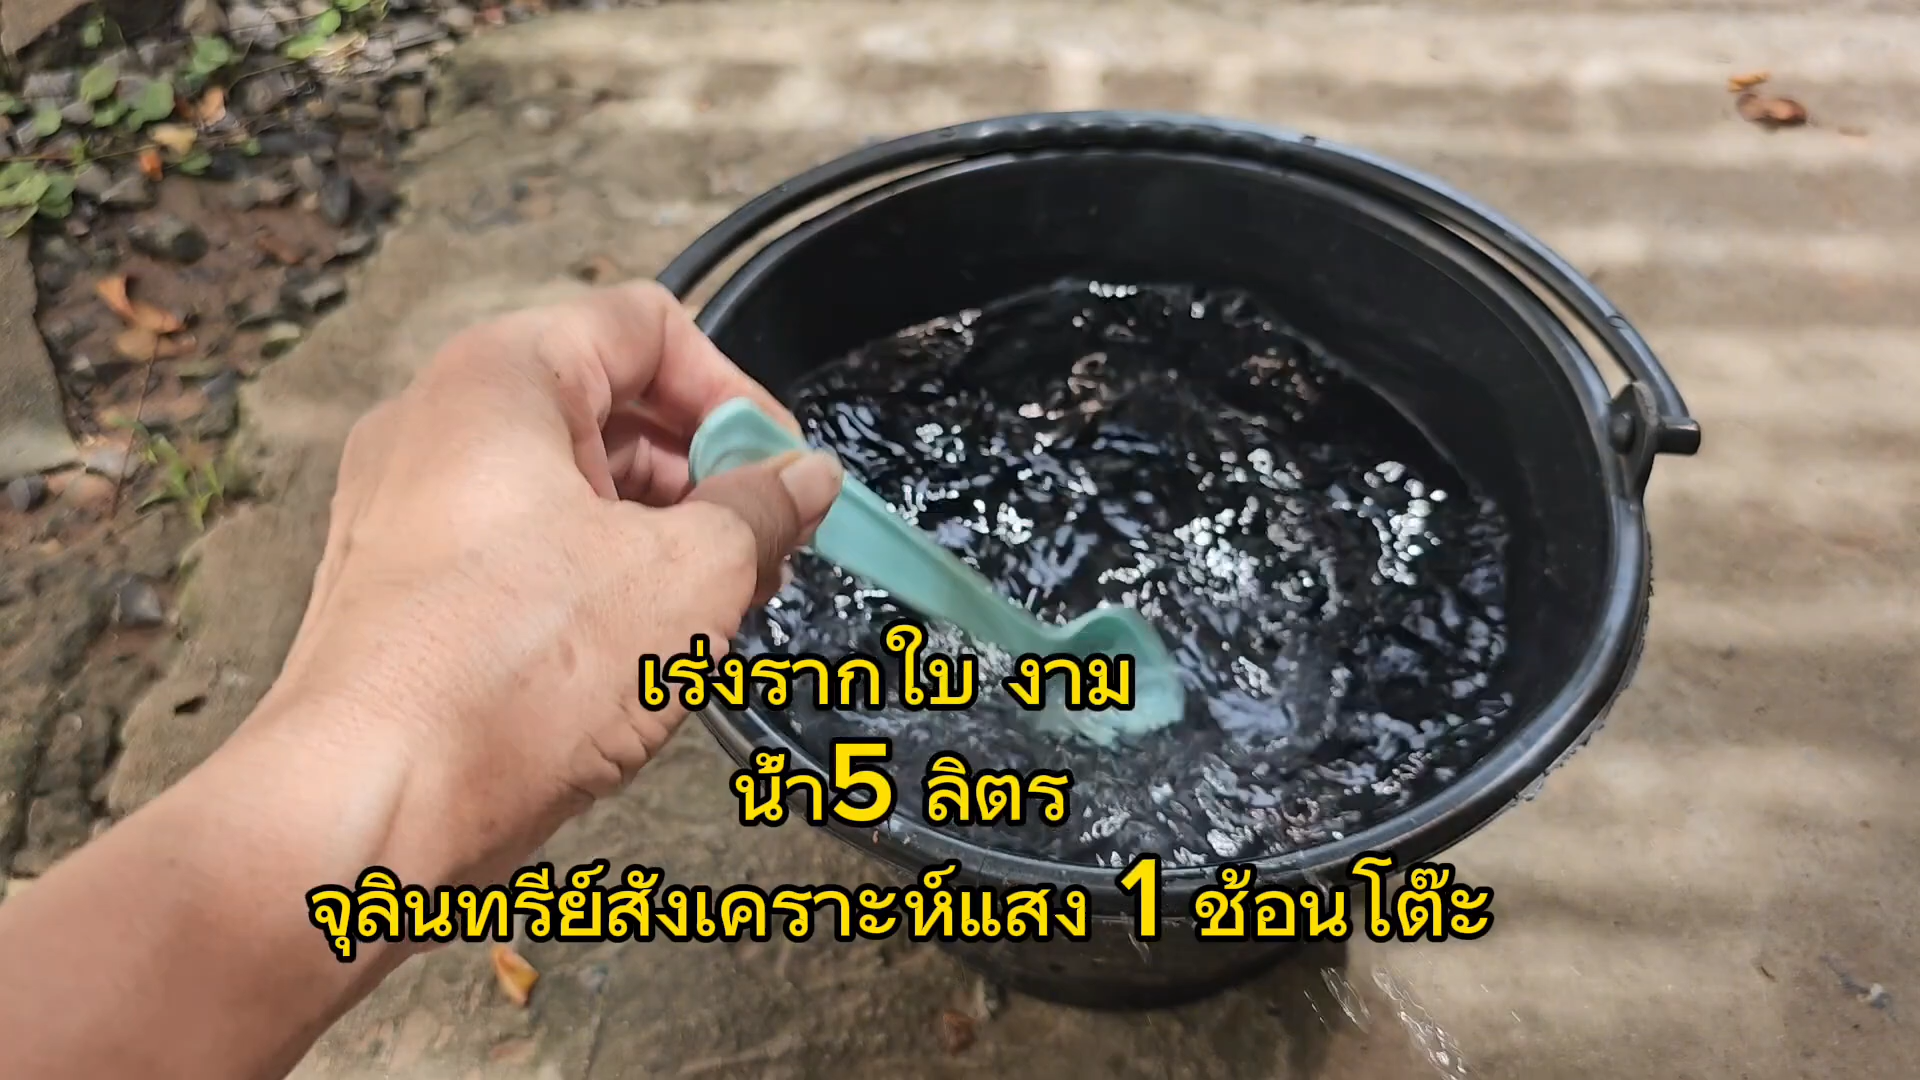 เร่งรากใบ งาม
น้ำ5 ลิตร
จุลินทรีย์สังเคราะห์แสง 1 ช้อนโต๊ะ